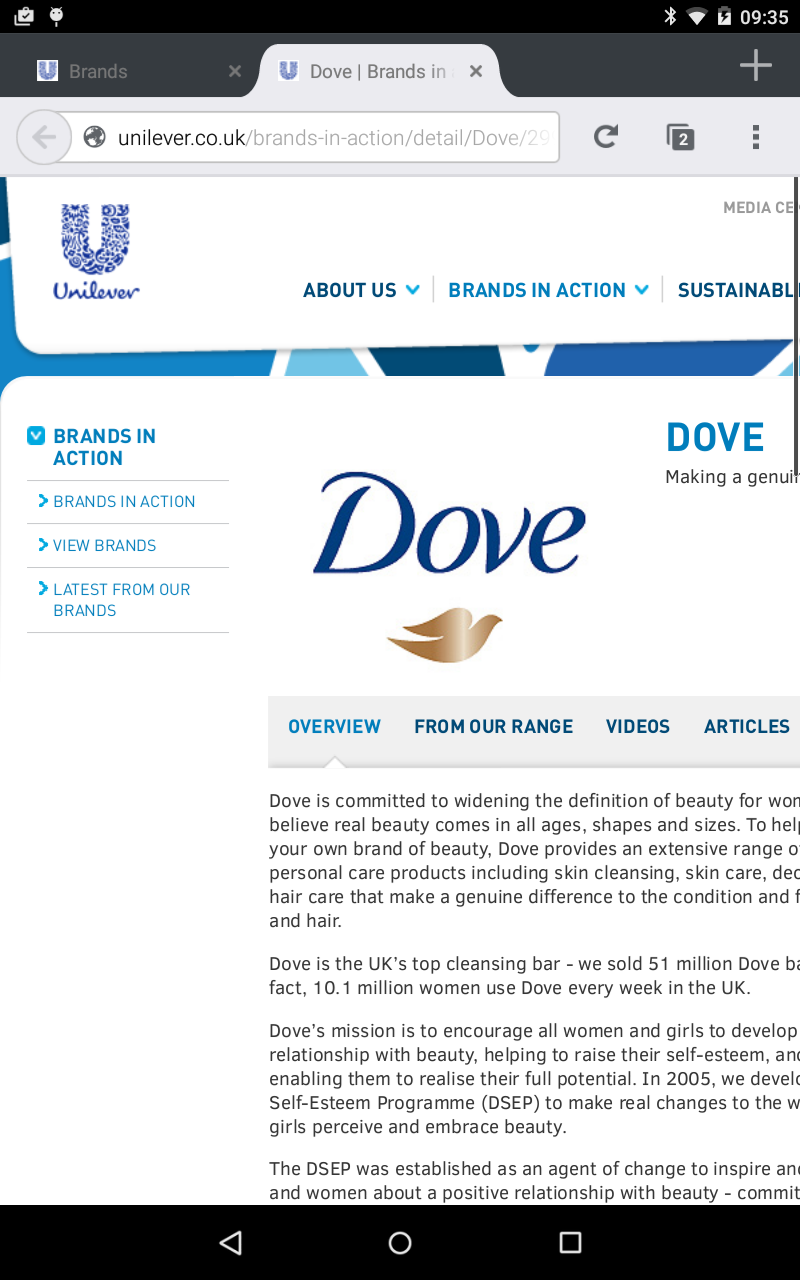 09:35
Brands
Dove | Brands in
unilever.co.uk/brands-in-action/detail/Dove/29
2
MEDIA CE
Unilever
ABOUT US
BRANDS IN ACTION
SUSTAINABL
BRANDS IN
ACTION
BRANDS IN ACTION
VIEW BRANDS
LATEST FROM OUR
BRANDS
Dove
DOVE
Making a genui
OVERVIEW
FROM OUR RANGE
VIDEOS
ARTICLES
Dove is committed to widening the definition of beauty for wom
believe real beauty comes in all ages, shapes and sizes. To help
your own brand of beauty, Dove provides an extensive range o
personal care products including skin cleansing, skin care, deo
hair care that make a genuine difference to the condition and f
and hair.
Dove is the UK's top cleansing bar - we sold 51 million Dove ba
fact, 10.1 million women use Dove every week in the UK.
Dove's mission is to encourage all women and girls to develop
relationship with beauty, helping to raise their self-esteem, and
enabling them to realise their full potential. In 2005, we develo
Self-Esteem Programme (DSEP) to make real changes to the w
girls perceive and embrace beauty.
The DSEP was established as an agent of change to inspire and
and women about a positive relationship with beauty - commit